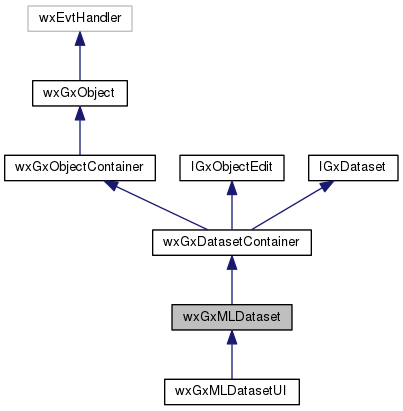 wxEvtHandler
wxGxObject
wxGxObjectContainer
IGxObjectEdit
IGxDataset
wxGxDatasetContainer
wxGxMLDataset
wxGxMLDatasetUI